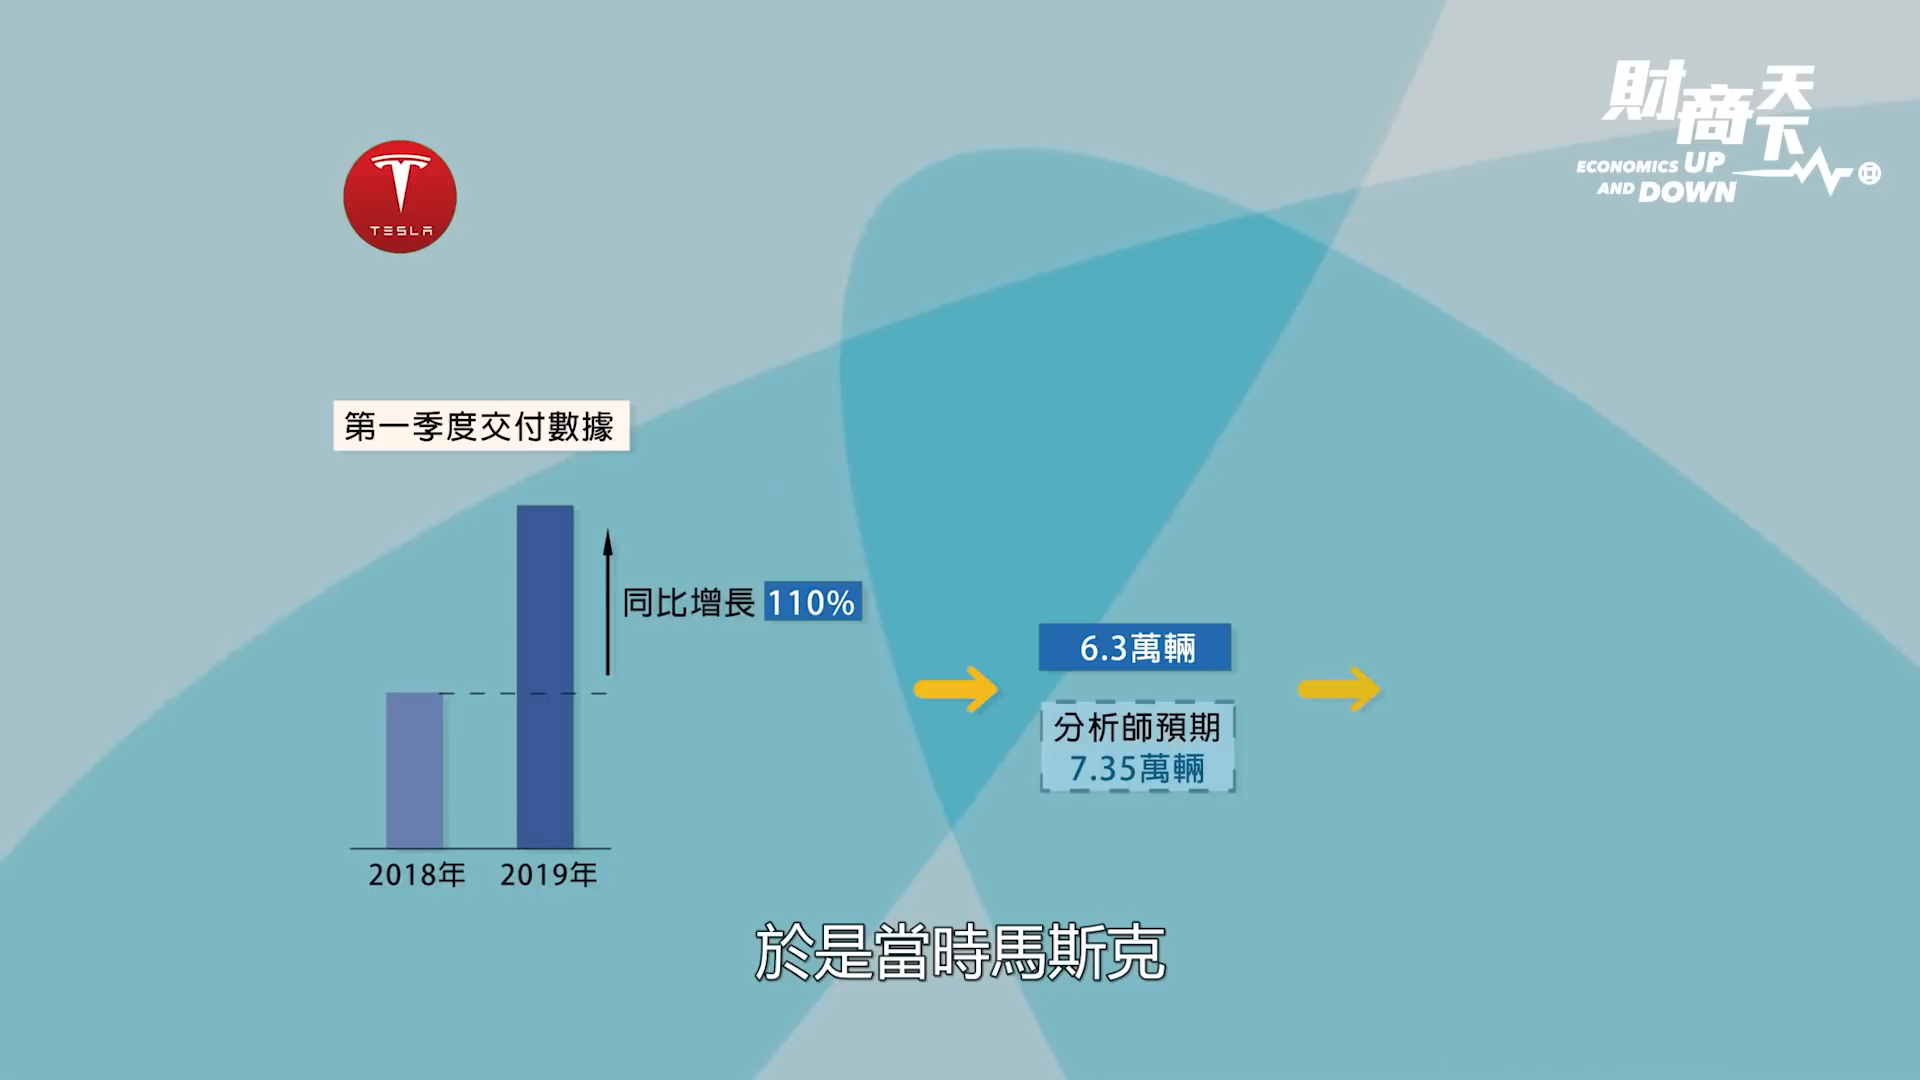 財商天下
ECONOMICS UP
AND DOWN
TESLA
第一季度交付數據
同比增長 110%
6.3萬輛
分析師預期
7.35萬輛
2018年 2019年
於是當時馬斯克